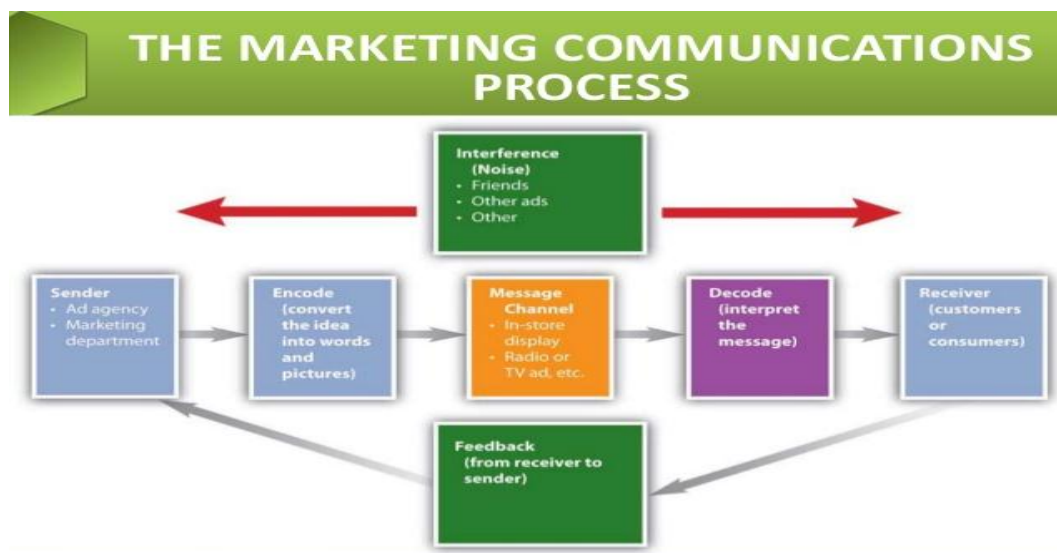 THE MARKETING COMMUNICATIONS
PROCESS
Interference
(Noise)
• Friends
• Other ads
• Other
Sender
• Ad agency
• Marketing
department
Encode
(convert
the idea
into words
and
pictures)
Message
Channel
• In-store
display
• Radio or
TV ad, etc.
Decode
(interpret
the
message)
Receiver
(customers
or
consumers)
Feedback
(from receiver to
sender)